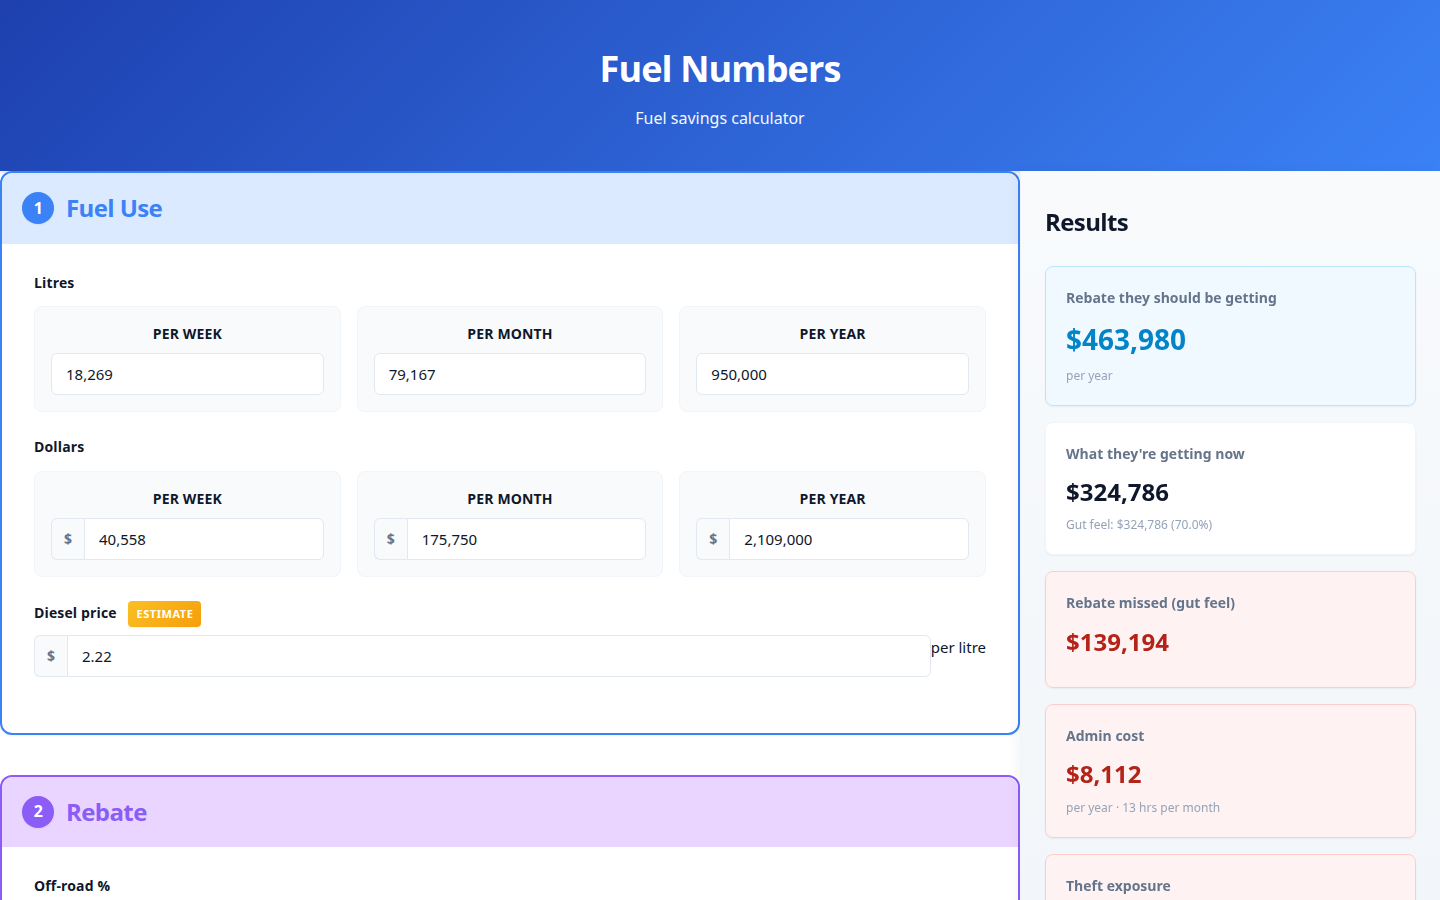 Fuel Numbers
Fuel savings calculator
1 Fuel Use
Litres
PER WEEK PER MONTH PER YEAR
18,269 79,167 950,000
Dollars
PER WEEK PER MONTH PER YEAR
$ 40,558 $ 175,750 $ 2,109,000
Diesel price ESTIMATE
$ 2.22 per litre
2 Rebate
Off-road %
Results
Rebate they should be getting
$463,980
per year
What they're getting now
$324,786
Gut feel: $324,786 (70.0%)
Rebate missed (gut feel)
$139,194
Admin cost
$8,112
per year · 13 hrs per month
Theft exposure